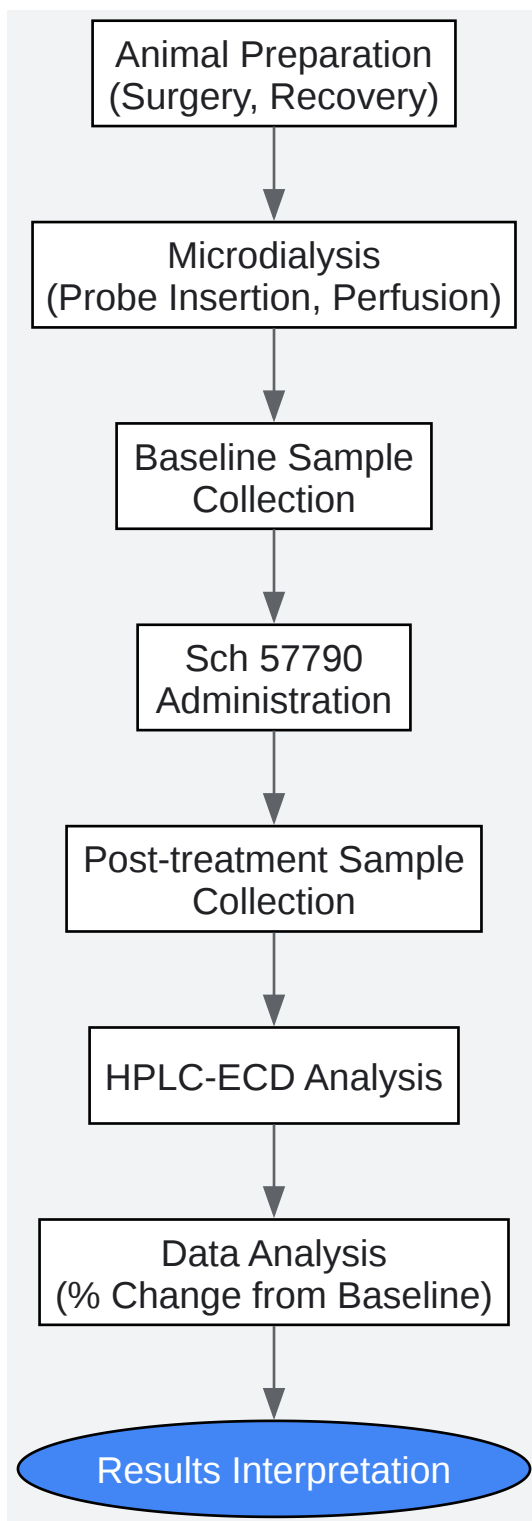 Animal Preparation
(Surgery, Recovery)
Microdialysis
(Probe Insertion, Perfusion)
Baseline Sample
Collection
Sch 57790
Administration
Post-treatment Sample
Collection
HPLC-ECD Analysis
Data Analysis
(% Change from Baseline)
Results Interpretation